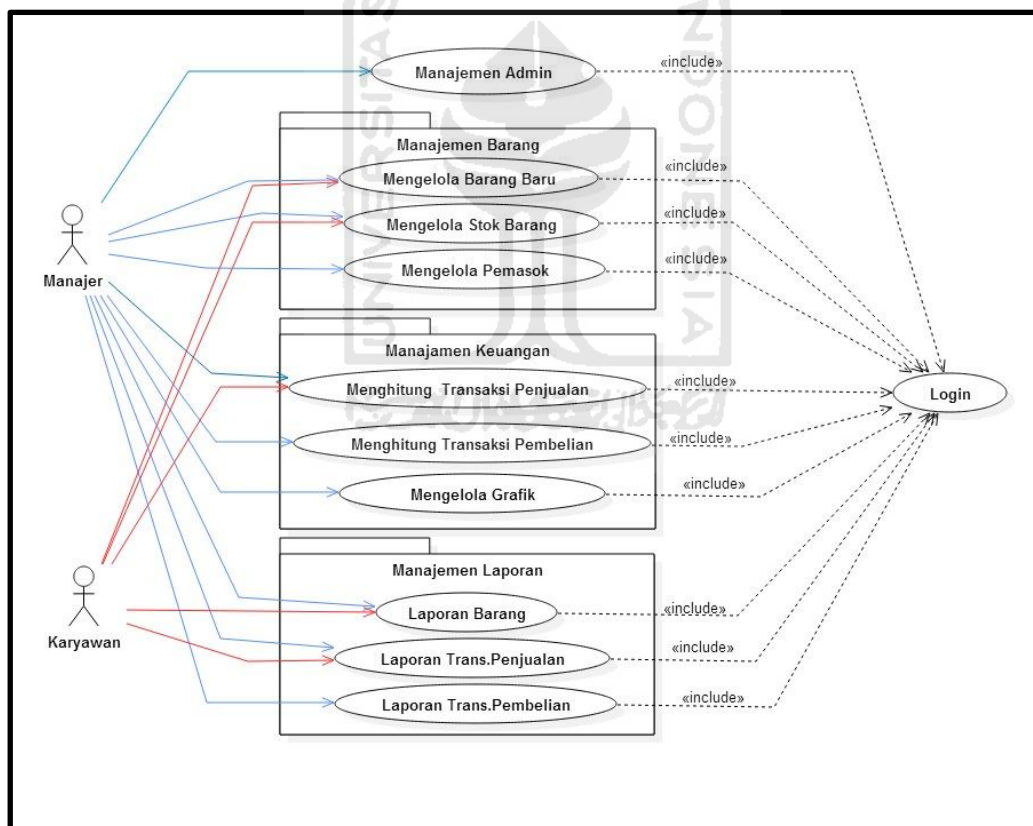 UNIVERSITAS
INDONESIA
Manajemen Admin
«include»
Manajemen Barang
Mengelola Barang Baru
«include»
Mengelola Stok Barang
«include»
Mengelola Pemasok
«include»
Manajer
Manajamen Keuangan
Menghitung Transaksi Penjualan
«include»
Login
Menghitung Transaksi Pembelian
«include»
Mengelola Grafik
«include»
Manajemen Laporan
Laporan Barang
«include»
Karyawan
Laporan Trans.Penjualan
«include»
Laporan Trans.Pembelian
«include»